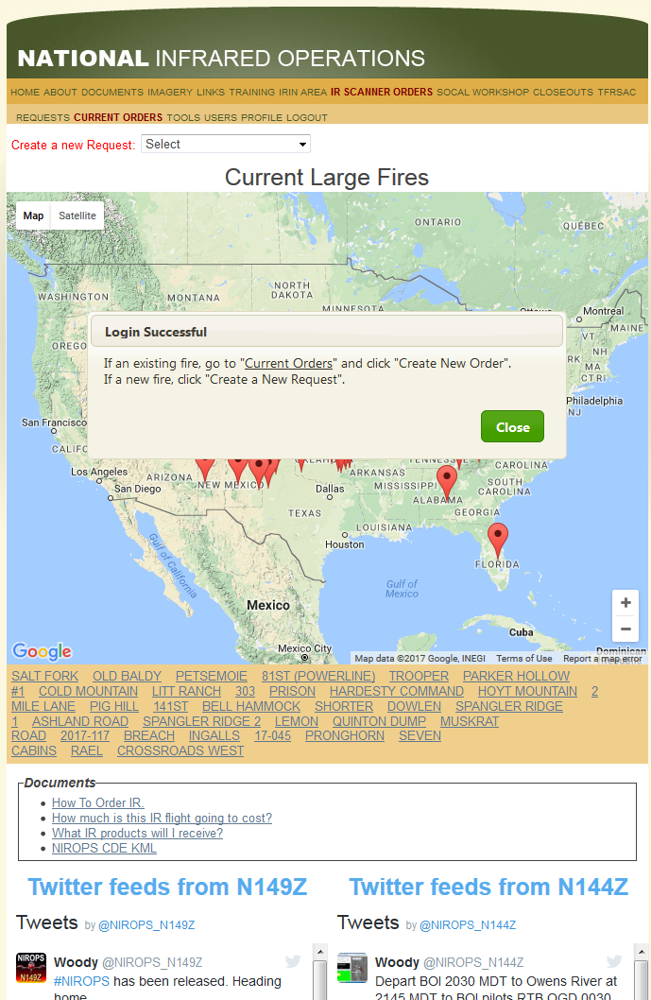 NATIONAL INFRARED OPERATIONS
HOME ABOUT DOCUMENTS IMAGERY LINKS TRAINING IRIN AREA IR SCANNER ORDERS SOCAL WORKSHOP CLOSEOUTS TFRSAC
REQUESTS CURRENT ORDERS TOOLS USERS PROFILE LOGOUT
Create a new Request: Select
Current Large Fires
Map Satellite
ONTARIO
QUÉBEC
WASHINGTON
MONTANA
NORTH
DAKOTA
MINNESOTA
Ottawa
Montreal
MAINE
VT
NH
MA
CT RI
Login Successful
OREGO
If an existing fire, go to "Current Orders" and click "Create New Order".
If a new fire, click "Create a New Request".
Close
Philadelphia
NJ
San Francisco
CALIFO
Los Angeles
San Diego
ARIZONA
NEW MEXICO
OKLAHOMA
TENNESSEE
ARKANSAS
CAROLINA
Dallas
MISSISSIPPI
SOUTH
CAROLINA
ALABAMA
TEXAS
GEORGIA
LOUISIANA
Houston
FLORIDA
Gulf of
California
Gulf of
Mexico
Mexico
Cuba
+
−
Google
Mexico City
Dominican
Map data ©2017 Google, INEGI Terms of Use Report a map error
SALT FORK OLD BALDY PETSEMOIE 81ST (POWERLINE) TROOPER PARKER HOLLOW
#1 COLD MOUNTAIN LITT RANCH 303 PRISON HARDESTY COMMAND HOYT MOUNTAIN 2
MILE LANE PIG HILL 141ST BELL HAMMOCK SHORTER DOWLEN SPANGLER RIDGE
1 ASHLAND ROAD SPANGLER RIDGE 2 LEMON QUINTON DUMP MUSKRAT
ROAD 2017-117 BREACH INGALLS 17-045 PRONGHORN SEVEN
CABINS RAEL CROSSROADS WEST
Documents
How To Order IR.
How much is this IR flight going to cost?
What IR products will I receive?
NIROPS CDE KML
Twitter feeds from N149Z
Tweets by @NIROPS_N149Z
NIROPS
N149Z
Woody @NIROPS_N149Z
#NIROPS has been released. Heading
home
Twitter feeds from N144Z
Tweets by @NIROPS_N144Z
Woody @NIROPS_N144Z
Depart BOI 2030 MDT to Owens River at
2145 MDT to BOI pilots RTB OGD 0030